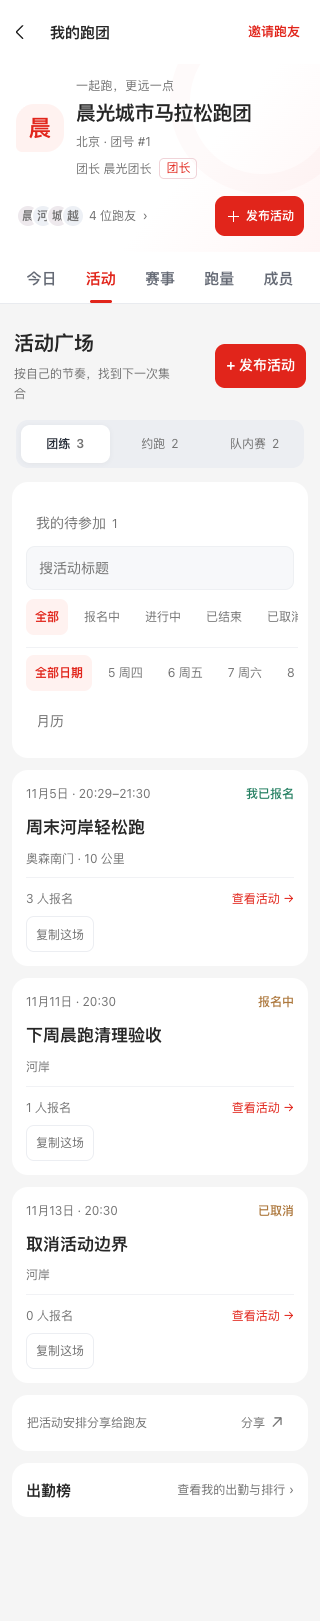 我的跑团
邀请跑友
一起跑，更远一点
晨
晨光城市马拉松跑团
北京 · 团号 #1
团长 晨光团长 团长
晨 河 城 越 4 位跑友 ›
＋ 发布活动
今日 活动 赛事 跑量 成员
活动广场
按自己的节奏，找到下一次集
合
+ 发布活动
团练 3 约跑 2 队内赛 2
我的待参加 1
搜活动标题
全部 报名中 进行中 已结束 已取消
全部日期 5 周四 6 周五 7 周六 8
月历
11月5日 · 20:29–21:30 我已报名
周末河岸轻松跑
奥森南门 · 10 公里
3 人报名 查看活动 →
复制这场
11月11日 · 20:30 报名中
下周晨跑清理验收
河岸
1 人报名 查看活动 →
复制这场
11月13日 · 20:30 已取消
取消活动边界
河岸
0 人报名 查看活动 →
复制这场
把活动安排分享给跑友 分享 ↗
出勤榜 查看我的出勤与排行 ›